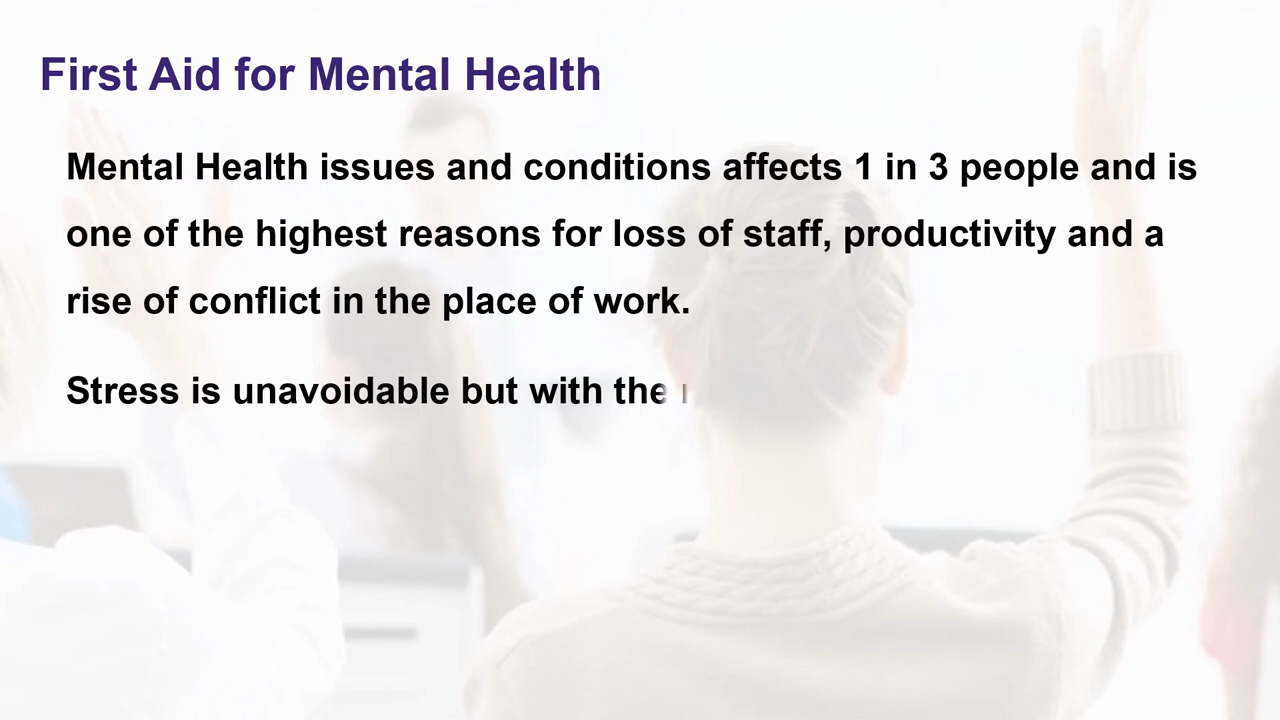 First Aid for Mental Health
Mental Health issues and conditions affects 1 in 3 people and is
one of the highest reasons for loss of staff, productivity and a
rise of conflict in the place of work.
Stress is unavoidable but with the